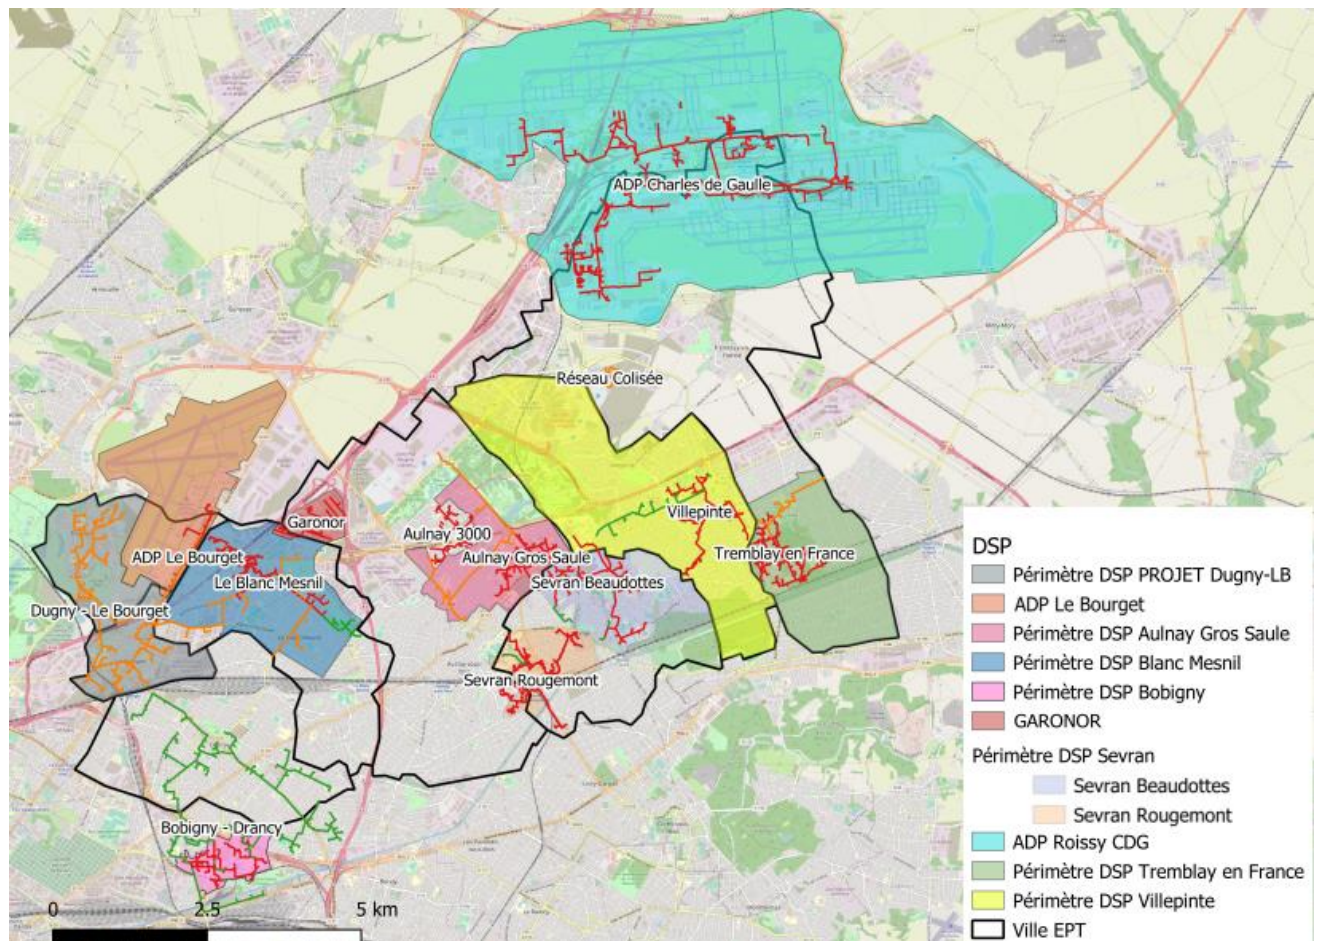 ADP Charles de Gaulle
Réseau Colisée
Garonor
Aulnay 3000
Villepinte
ADP Le Bourget
Aulnay Gros Saule
Tremblay en France
Le Blanc Mesnil
Sevran Beaudottes
Dugny - Le Bourget
Sevran Rougemont
Bobigny - Drancy
0 2.5 5 km
DSP
Périmètre DSP PROJET Dugny-LB
ADP Le Bourget
Périmètre DSP Aulnay Gros Saule
Périmètre DSP Blanc Mesnil
Périmètre DSP Bobigny
GARONOR
Périmètre DSP Sevran
Sevran Beaudottes
Sevran Rougemont
ADP Roissy CDG
Périmètre DSP Tremblay en France
Périmètre DSP Villepinte
Ville EPT